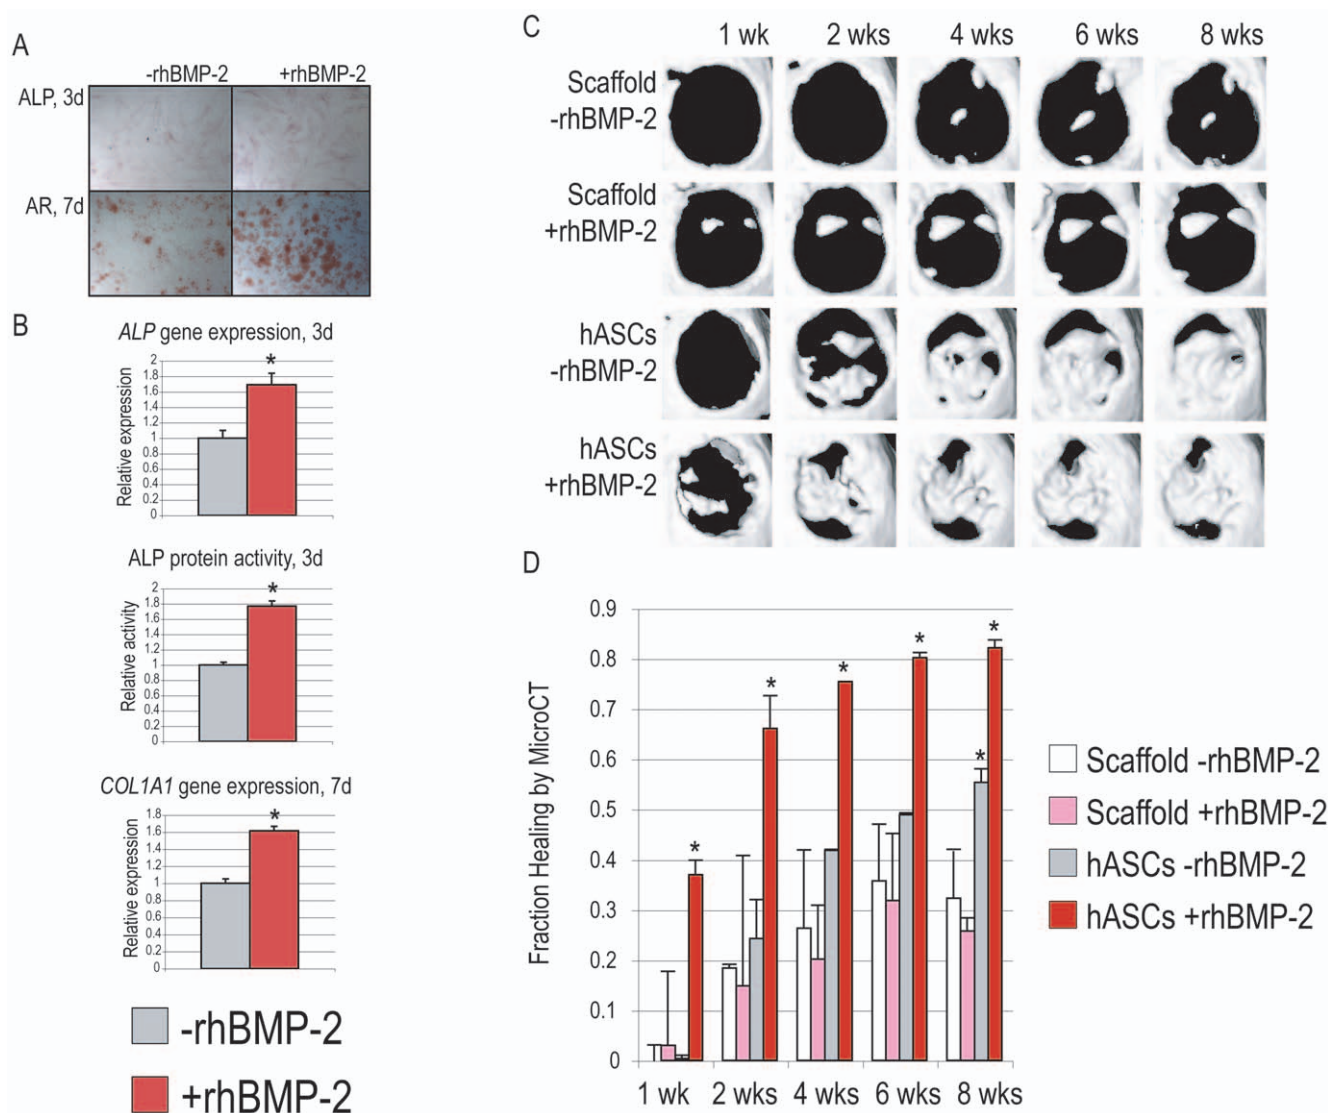 A
-rhBMP-2 +rhBMP-2
ALP, 3d
AR, 7d
B
ALP gene expression, 3d
Relative expression
2
1.8
1.6
1.4
1.2
1
0.8
0.6
0.4
0.2
0
*
ALP protein activity, 3d
Relative activity
2
1.8
1.6
1.4
1.2
1
0.8
0.6
0.4
0.2
0
*
COL1A1 gene expression, 7d
Relative expression
1.8
1.6
1.4
1.2
1
0.8
0.6
0.4
0.2
0
*
-rhBMP-2
+rhBMP-2
C
1 wk 2 wks 4 wks 6 wks 8 wks
Scaffold
-rhBMP-2
Scaffold
+rhBMP-2
hASCs
-rhBMP-2
hASCs
+rhBMP-2
D
Fraction Healing by MicroCT
0.9
0.8
0.7
0.6
0.5
0.4
0.3
0.2
0.1
0
* * * * * *
1 wk 2 wks 4 wks 6 wks 8 wks
Scaffold -rhBMP-2
Scaffold +rhBMP-2
hASCs -rhBMP-2
hASCs +rhBMP-2